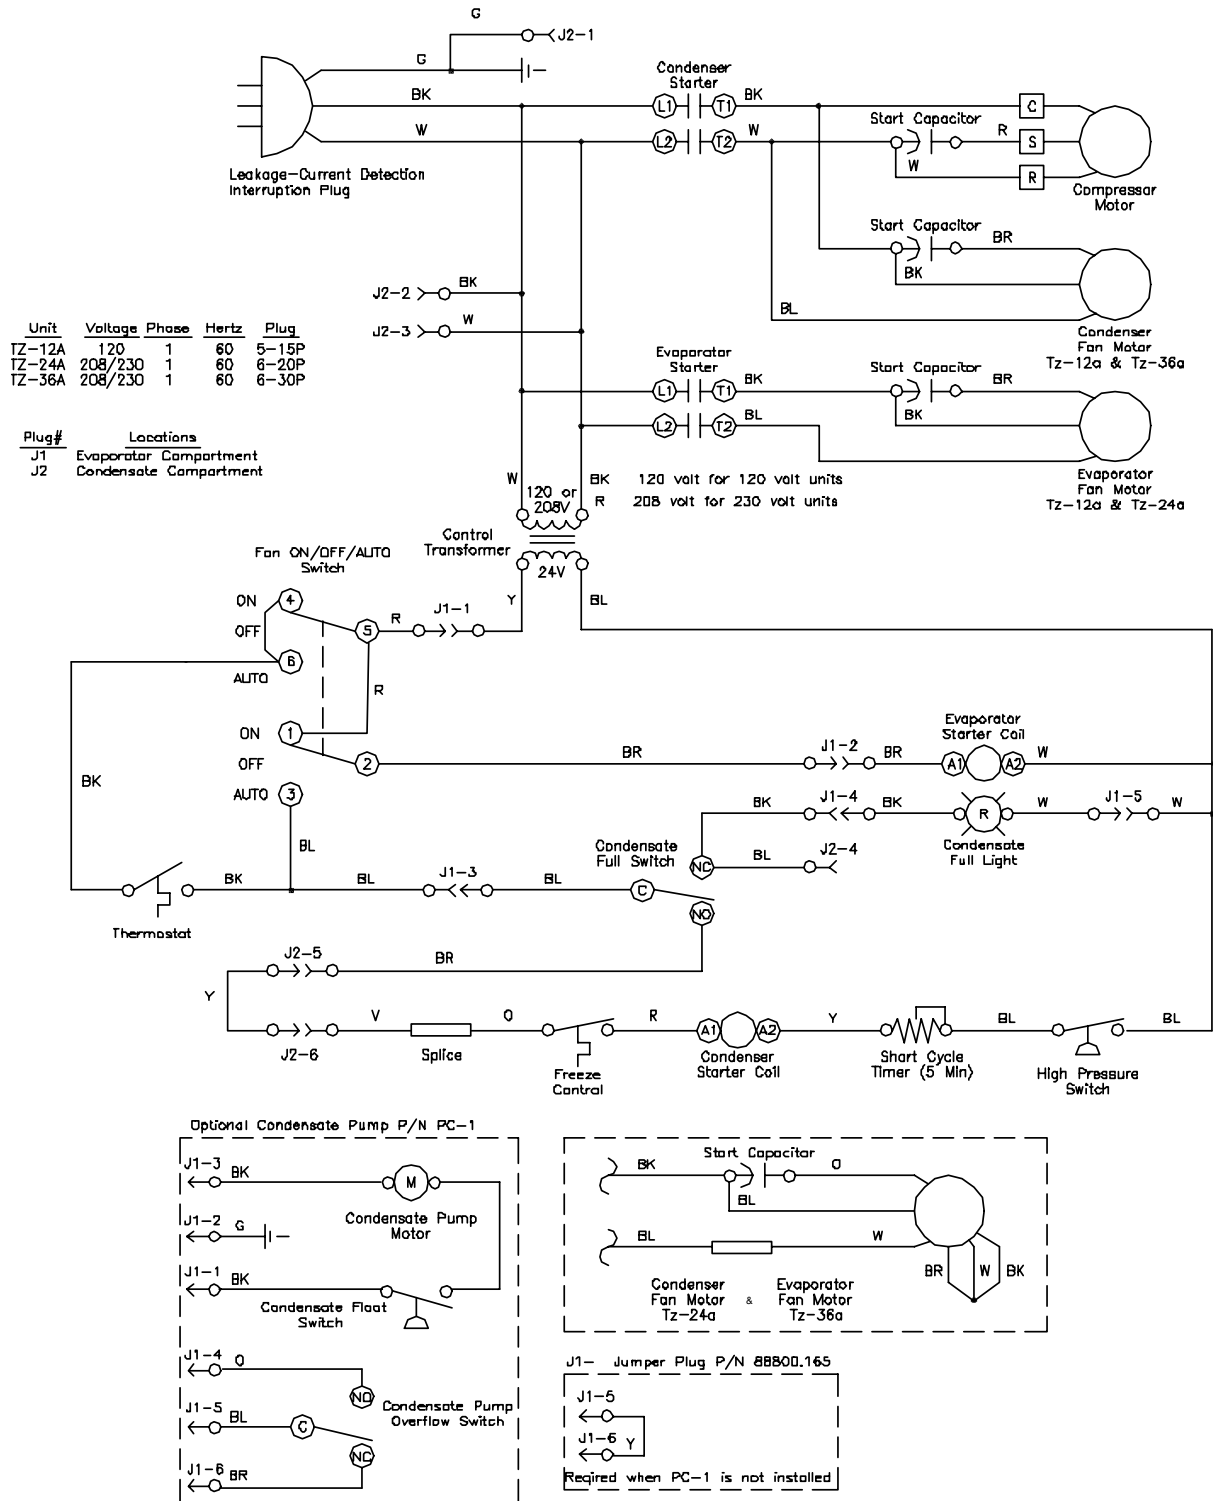 G
J2-1
G
BK
W
Leakage-Current Detection
Interruption Plug
Condenser
Starter
L1
T1
BK
L2
T2
W
Start Capacitor
R
W
C
S
R
Compressor
Motor
Start Capacitor
BR
BK
BL
Condenser
Fan Motor
Tz-12a & Tz-36a
J2-2
BK
J2-3
W
Unit Voltage Phase Hertz Plug
TZ-12A 120 1 60 5-15P
TZ-24A 208/230 1 60 6-20P
TZ-36A 208/230 1 60 6-30P
Plug# Locations
J1 Evaporator Compartment
J2 Condensate Compartment
Evaporator
Starter
L1
T1
BK
L2
T2
BL
Start Capacitor
BR
BK
Evaporator
Fan Motor
Tz-12a & Tz-24a
W
120 or
208V
BK
R
120 volt for 120 volt units
208 volt for 230 volt units
Control
Transformer
24V
Y
BL
Fan ON/OFF/AUTO
Switch
ON
4
OFF
5
R
J1-1
6
AUTO
R
ON
1
OFF
2
BR
J1-2
BR
Evaporator
Starter Coil
A1
A2
W
BK
AUTO
3
BL
BK
J1-4
BK
R
W
J1-5
W
Condensate
Full Light
Condensate
Full Switch
NC
BL
J2-4
BK
BL
J1-3
BL
C
NO
Thermostat
J2-5
BR
Y
J2-6
V
Splice
O
Freeze
Control
R
A1
A2
Condenser
Starter Coil
Y
Short Cycle
Timer (5 Min)
BL
High Pressure
Switch
BL
Optional Condensate Pump P/N PC-1
J1-3
BK
M
Condensate Pump
Motor
J1-2
G
J1-1
BK
Condensate Float
Switch
J1-4
O
NO
Condensate Pump
Overflow Switch
J1-5
BL
C
NC
J1-6
BR
Start Capacitor
BK
O
BL
BL
W
BR
W
BK
Condenser
Fan Motor
Tz-24a
&
Evaporator
Fan Motor
Tz-36a
J1- Jumper Plug P/N 88800.165
J1-5
J1-6
Y
Reqired when PC-1 is not installed